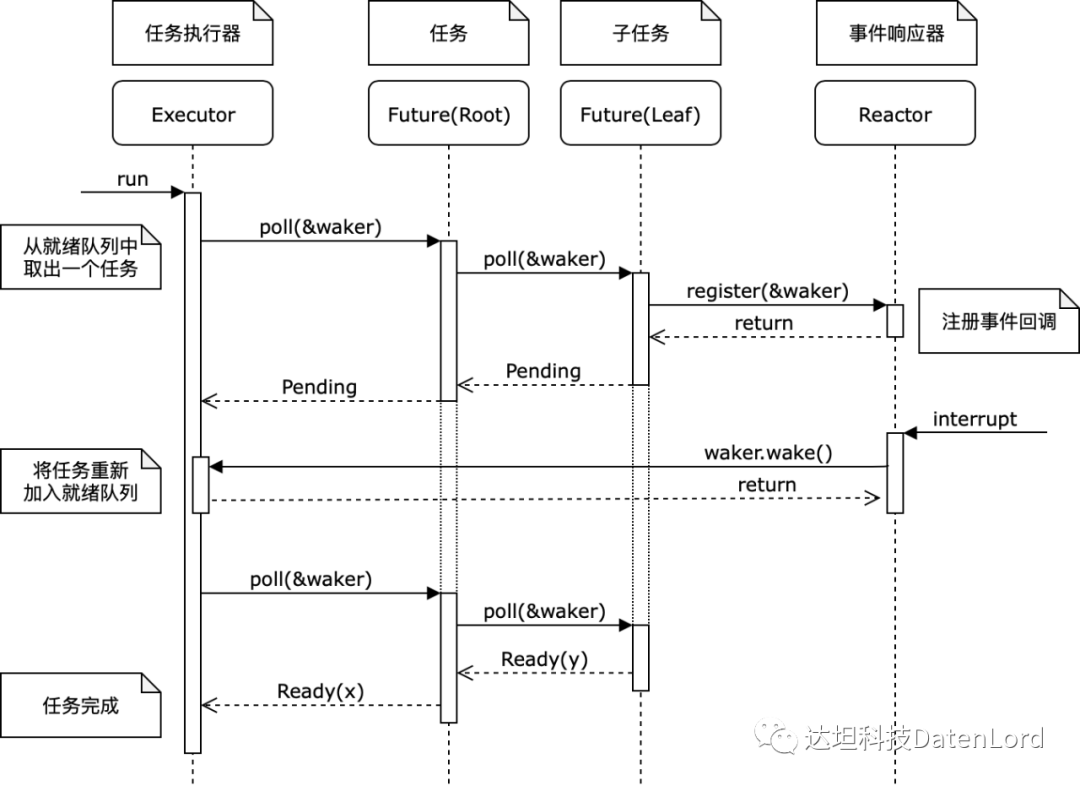 任务执行器
任务
子任务
事件响应器
Executor
Future(Root)
Future(Leaf)
Reactor
run
poll(&waker)
从就绪队列中
取出一个任务
poll(&waker)
register(&waker)
return
注册事件回调
Pending
Pending
interrupt
waker.wake()
将任务重新
加入就绪队列
return
poll(&waker)
poll(&waker)
Ready(y)
Ready(x)
任务完成
达坦科技DatenLord